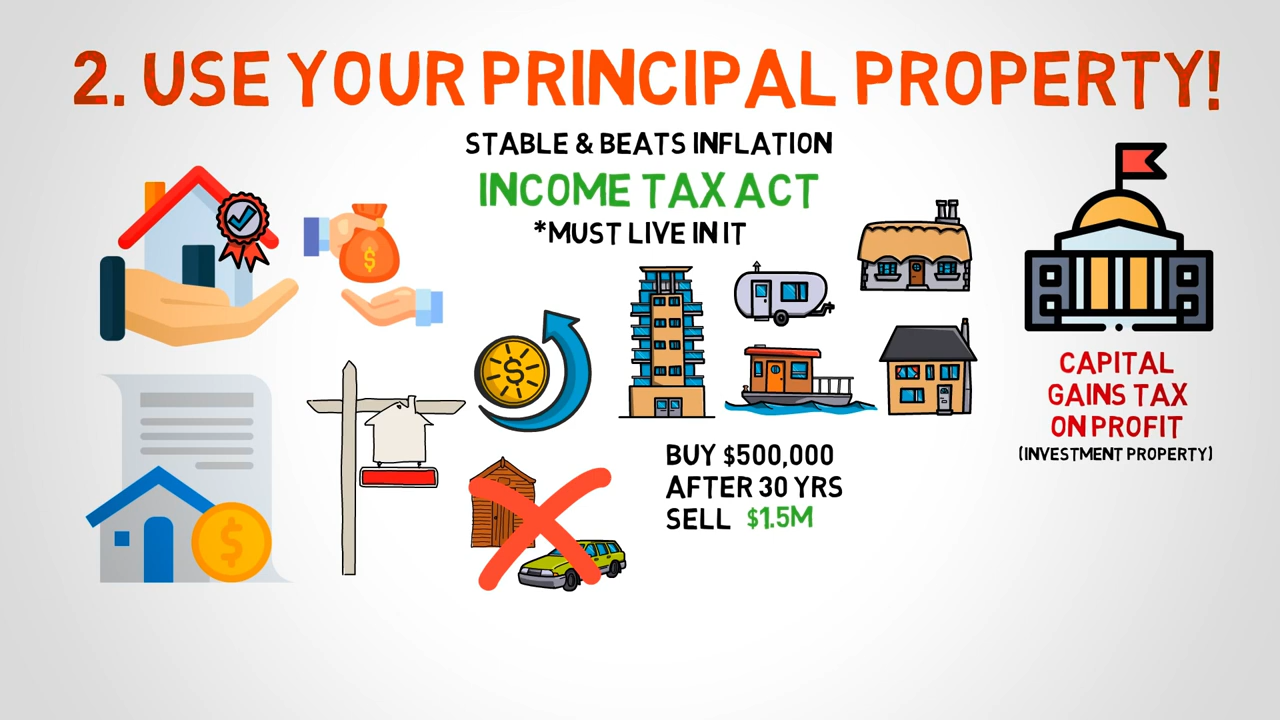 2. USE YOUR PRINCIPAL PROPERTY!
STABLE & BEATS INFLATION
INCOME TAX ACT
*MUST LIVE IN IT
$
$
$
$
CAPITAL
GAINS TAX
ON PROFIT
(INVESTMENT PROPERTY)
BUY $500,000
AFTER 30 YRS
SELL $1.5M